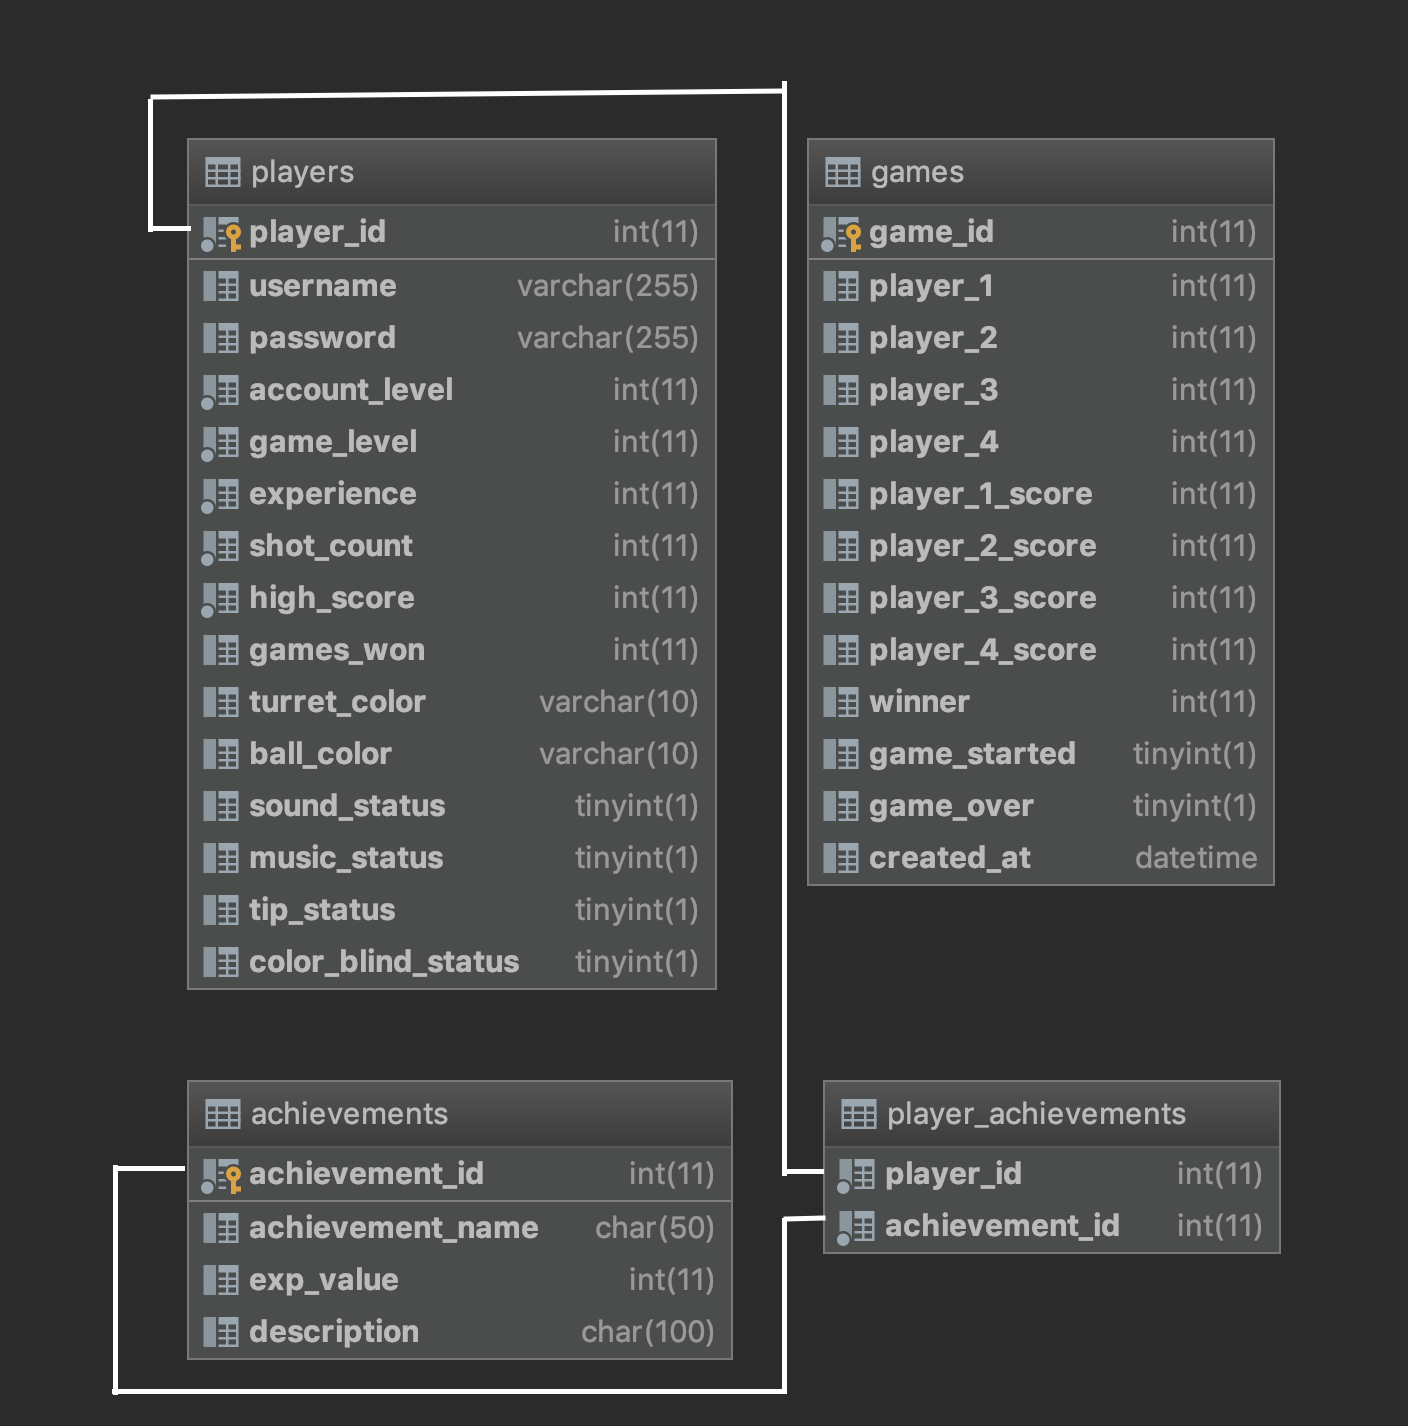 players
player_id int(11)
username varchar(255)
password varchar(255)
account_level int(11)
game_level int(11)
experience int(11)
shot_count int(11)
high_score int(11)
games_won int(11)
turret_color varchar(10)
ball_color varchar(10)
sound_status tinyint(1)
music_status tinyint(1)
tip_status tinyint(1)
color_blind_status tinyint(1)
games
game_id int(11)
player_1 int(11)
player_2 int(11)
player_3 int(11)
player_4 int(11)
player_1_score int(11)
player_2_score int(11)
player_3_score int(11)
player_4_score int(11)
winner int(11)
game_started tinyint(1)
game_over tinyint(1)
created_at datetime
achievements
achievement_id int(11)
achievement_name char(50)
exp_value int(11)
description char(100)
player_achievements
player_id int(11)
achievement_id int(11)